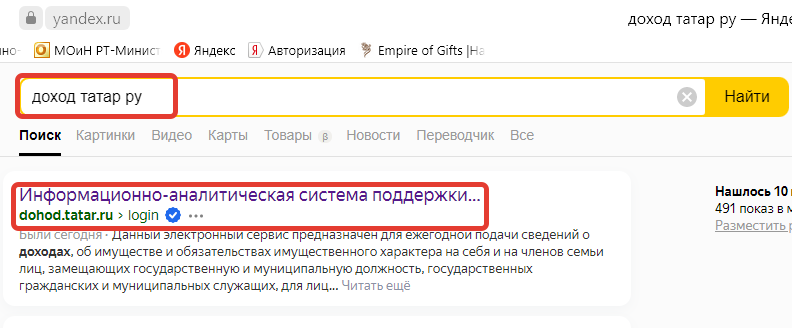 yandex.ru
доход татар ру — Янде
но- МОиН РТ-Минист Яндекс Авторизация Empire of Gifts |На
доход татар ру
Найти
Поиск Картинки Видео Карты Товары β Новости Переводчик Все
Информационно-аналитическая система поддержки...
dohod.tatar.ru › login
Были сегодня · Данный электронный сервис предназначен для ежегодной подачи сведений о
доходах, об имуществе и обязательствах имущественного характера на себя и на членов семьи
лиц, замещающих государственную и муниципальную должность, государственных
гражданских и муниципальных служащих, для лиц... Читать ещё
Нашлось 10
491 показ в м
Разместить р